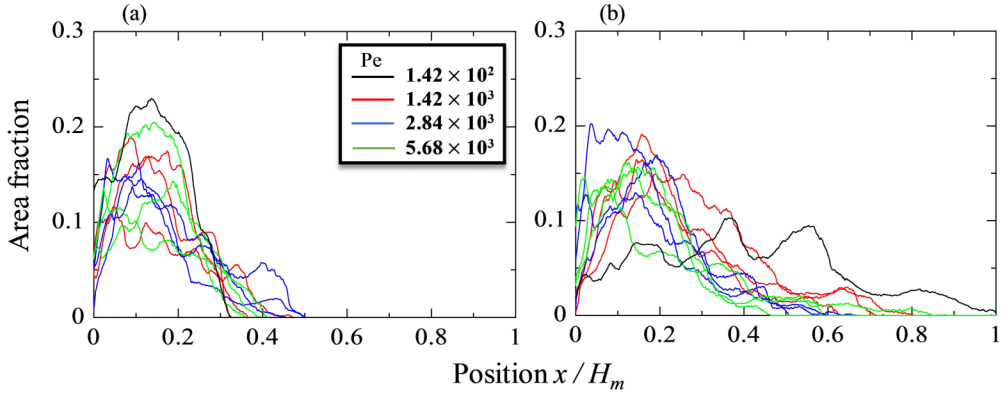 (a)
(b)
0.3
0.2
0.1
0
Area fraction
Pe
1.42 × 10²
1.42 × 10³
2.84 × 10³
5.68 × 10³
0 0.2 0.4 0.6 0.8 1
0.3
0.2
0.1
0
0 0.2 0.4 0.6 0.8 1
Position x / Hₘ